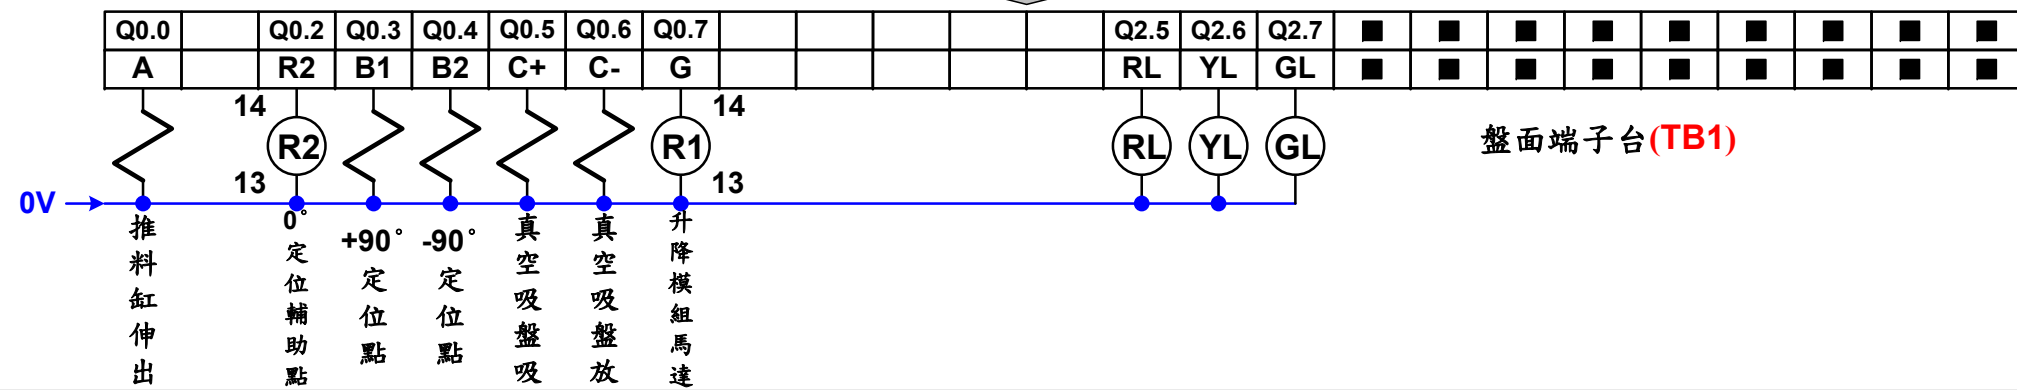 Q0.0 Q0.2 Q0.3 Q0.4 Q0.5 Q0.6 Q0.7 Q2.5 Q2.6 Q2.7
A R2 B1 B2 C+ C- G RL YL GL
14 14
R2 R1 RL YL GL
盤面端子台(TB1)
13 13
0V
推料缸伸出
0°定位輔助點
+90°定位點
-90°定位點
真空吸盤吸
真空吸盤放
升降模組馬達